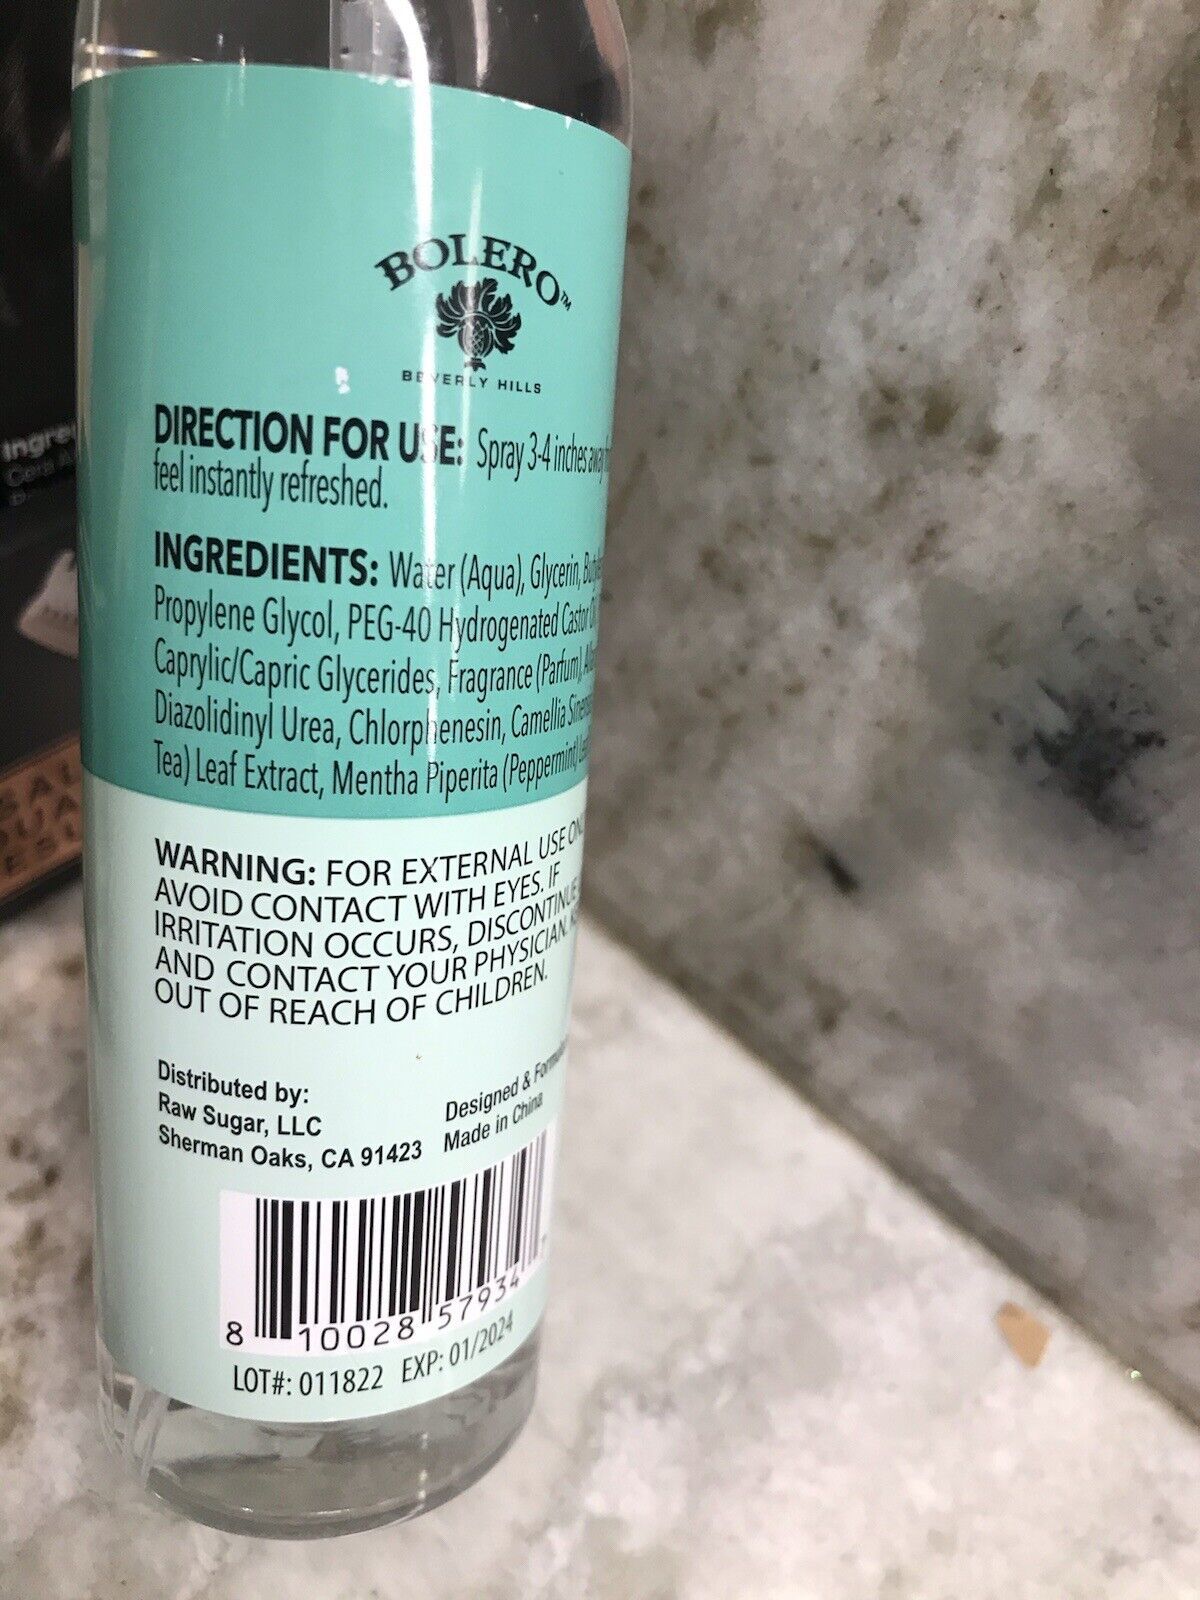 BOLERO™
BEVERLY HILLS
DIRECTION FOR USE: Spray 3-4 inches away
feel instantly refreshed.
INGREDIENTS: Water (Aqua), Glycerin,
Propylene Glycol, PEG-40 Hydrogenated Castor
Caprylic/Capric Glycerides, Fragrance (Parfum),
Diazolidinyl Urea, Chlorphenesin, Camellia
Tea) Leaf Extract, Mentha Piperita (Peppermint)
WARNING: FOR EXTERNAL USE
AVOID CONTACT WITH EYES. IF
IRRITATION OCCURS, DISCONTINUE
AND CONTACT YOUR PHYSICIAN.
OUT OF REACH OF CHILDREN.
Distributed by:
Raw Sugar, LLC
Sherman Oaks, CA 91423
Designed &
Made in China
8 10028 57934 7
LOT#: 011822 EXP: 01/2024